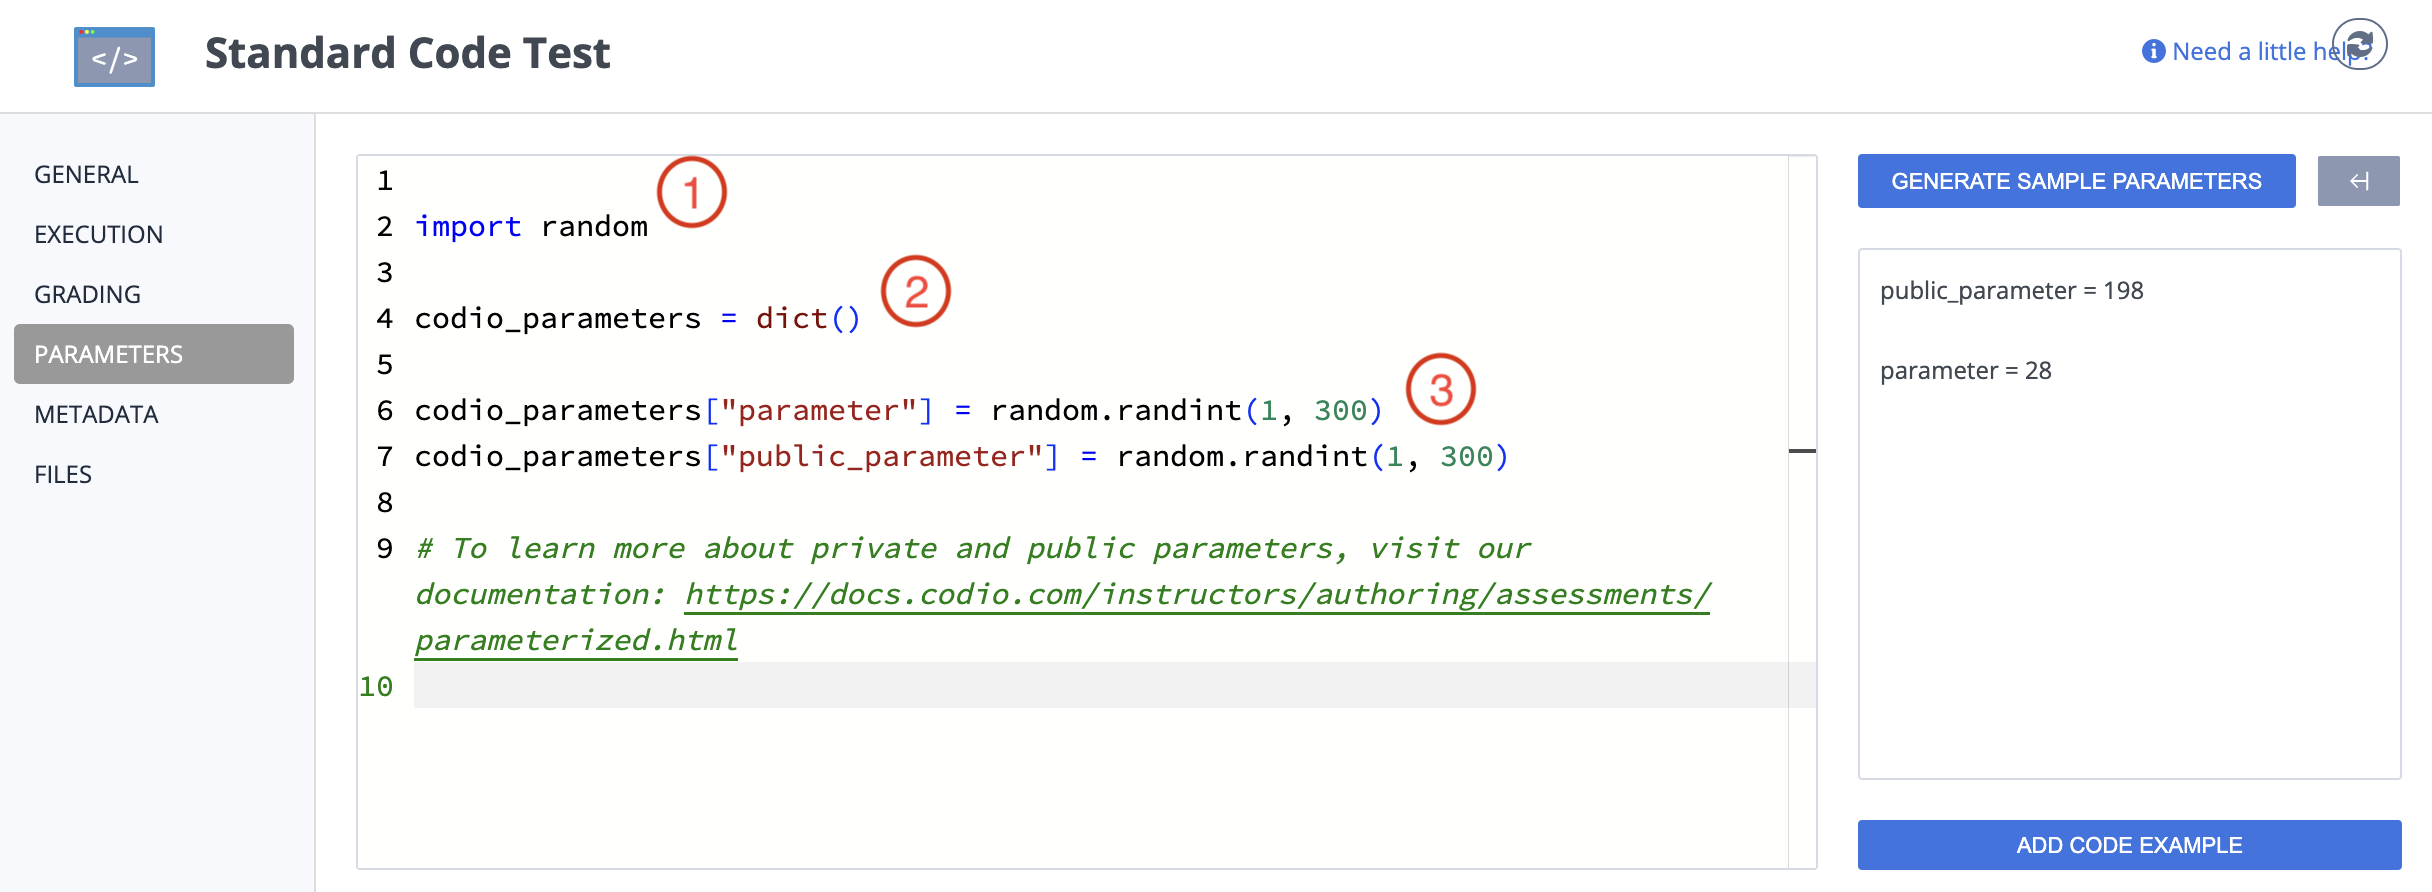 </>
Standard Code Test
Need a little help?
GENERAL
EXECUTION
GRADING
PARAMETERS
METADATA
FILES
1
2 import random
3
4 codio_parameters = dict()
5
6 codio_parameters["parameter"] = random.randint(1, 300)
7 codio_parameters["public_parameter"] = random.randint(1, 300)
8
9 # To learn more about private and public parameters, visit our
documentation: https://docs.codio.com/instructors/authoring/assessments/
parameterized.html
10
1
2
3
GENERATE SAMPLE PARAMETERS
public_parameter = 198
parameter = 28
ADD CODE EXAMPLE